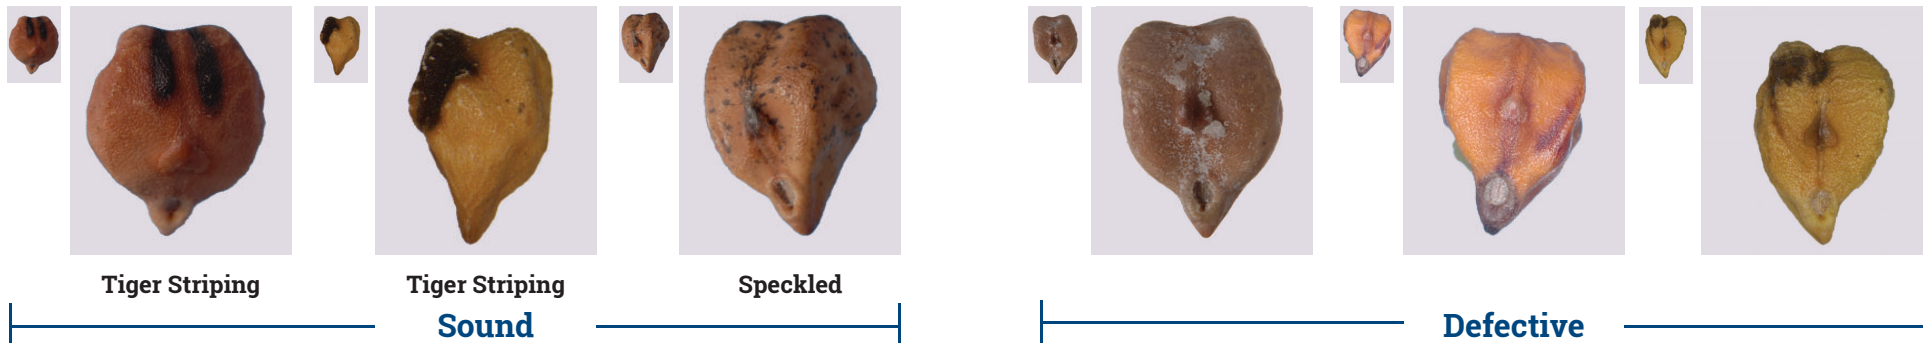 Tiger Striping
Tiger Striping
Speckled
Sound
Defective